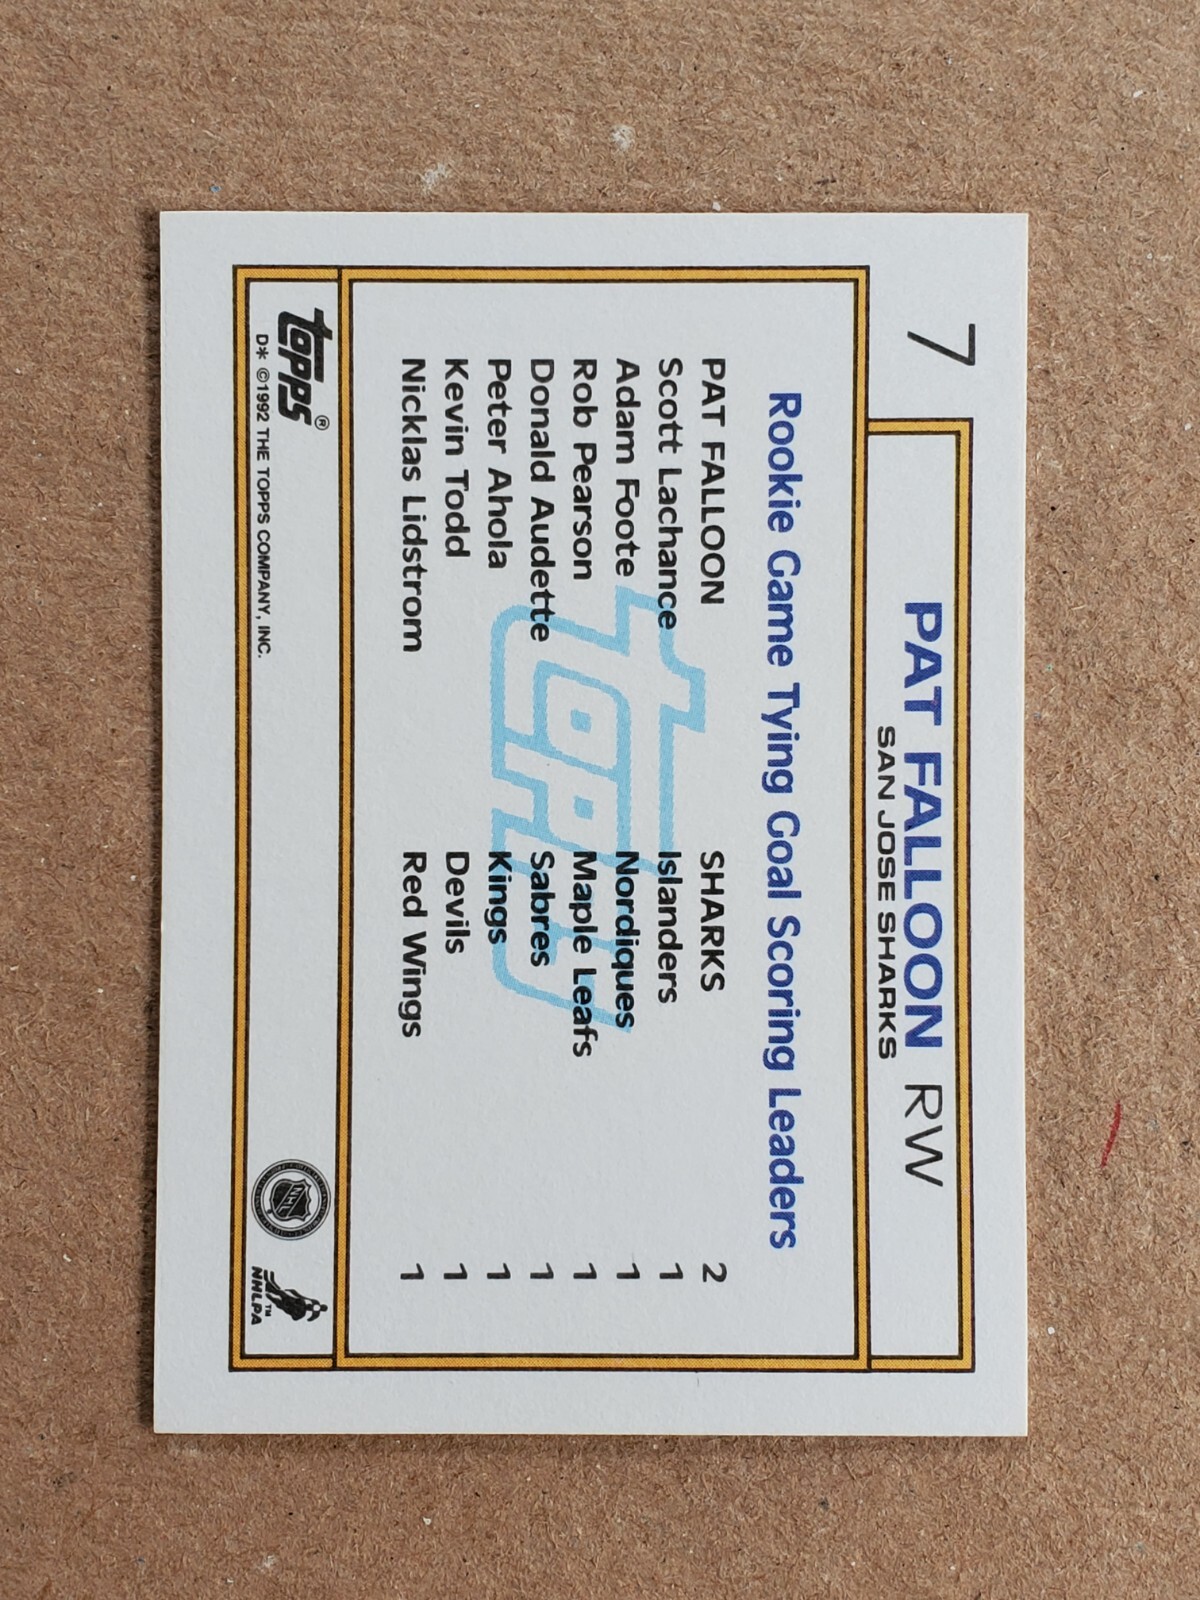 7
PAT FALLOON RW
SAN JOSE SHARKS
Rookie Game Tying Goal Scoring Leaders
PAT FALLOON SHARKS 2
Scott Lachance Islanders 1
Adam Foote Nordiques 1
Rob Pearson Maple Leafs 1
Donald Audette Sabres 1
Peter Ahola Kings 1
Kevin Todd Devils 1
Nicklas Lidstrom Red Wings 1
topps
topps®
D* ©1992 THE TOPPS COMPANY, INC.
NHL
™
NHLPA